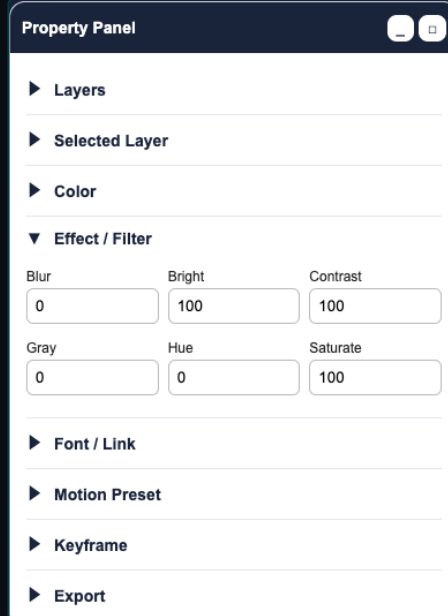 Property Panel
Layers
Selected Layer
Color
Effect / Filter
Blur Bright Contrast
0 100 100
Gray Hue Saturate
0 0 100
Font / Link
Motion Preset
Keyframe
Export